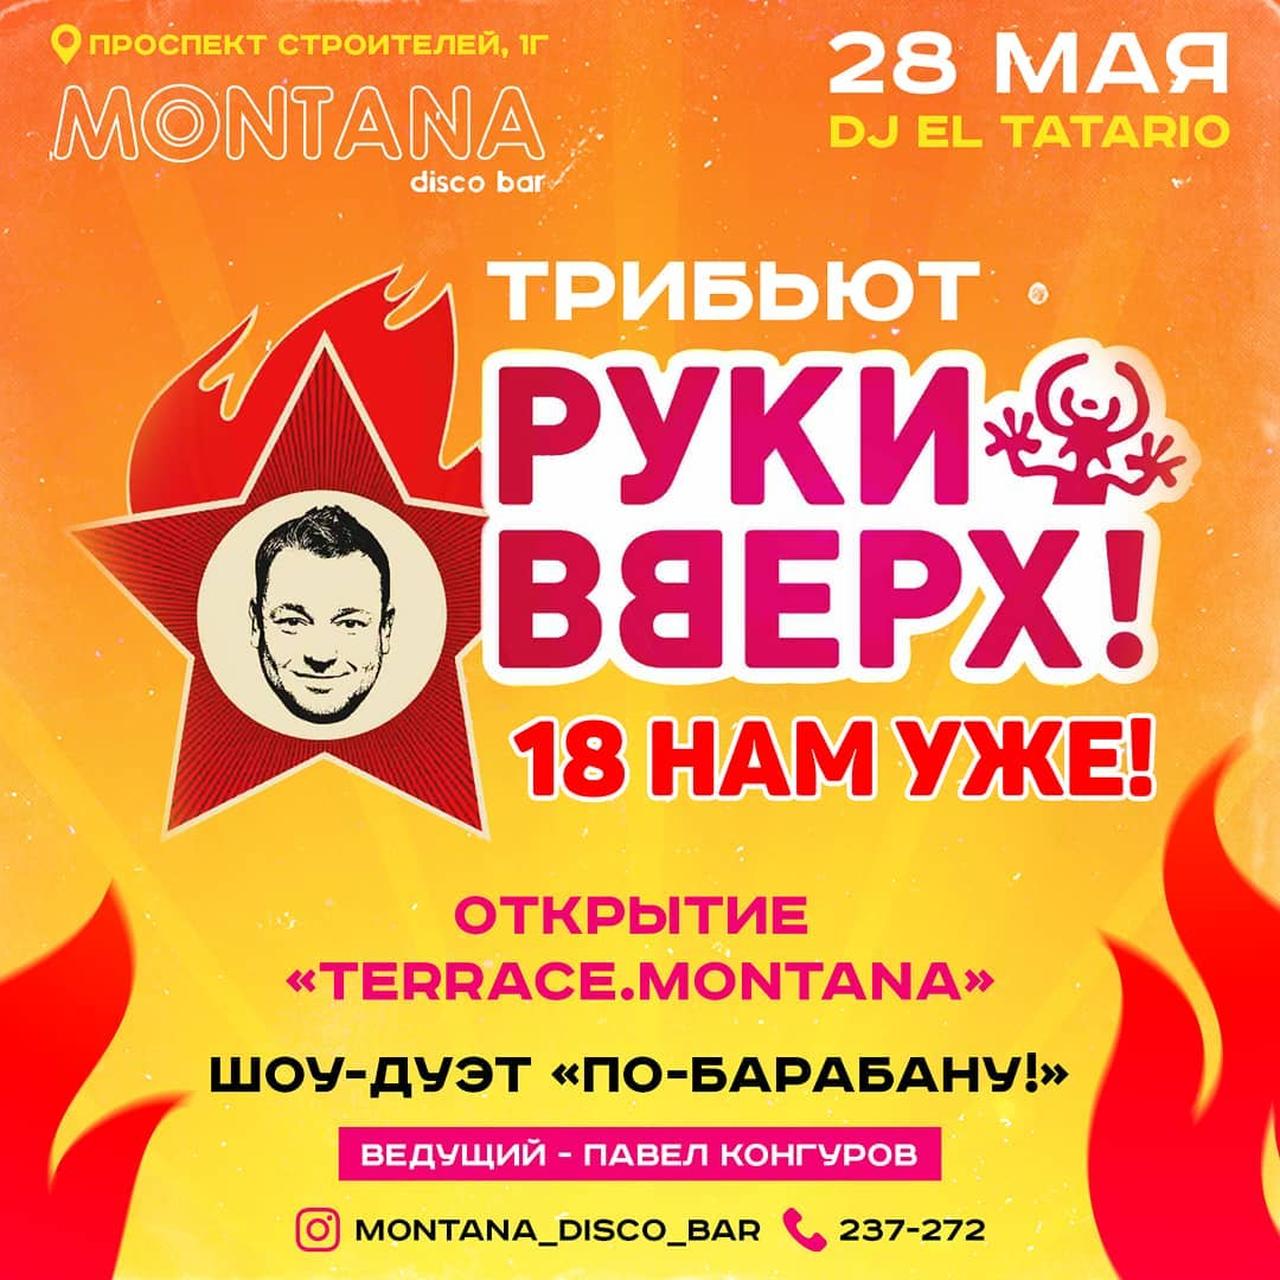 ПРОСПЕКТ СТРОИТЕЛЕЙ, 1Г
MONTANA
disco bar
28 МАЯ
DJ EL TATARIO
ТРИБЬЮТ
РУКИ
ВВЕРХ!
18 НАМ УЖЕ!
ОТКРЫТИЕ
«TERRACE.MONTANA»
ШОУ-ДУЭТ «ПО-БАРАБАНУ!»
ВЕДУЩИЙ - ПАВЕЛ КОНГУРОВ
MONTANA_DISCO_BAR 237-272